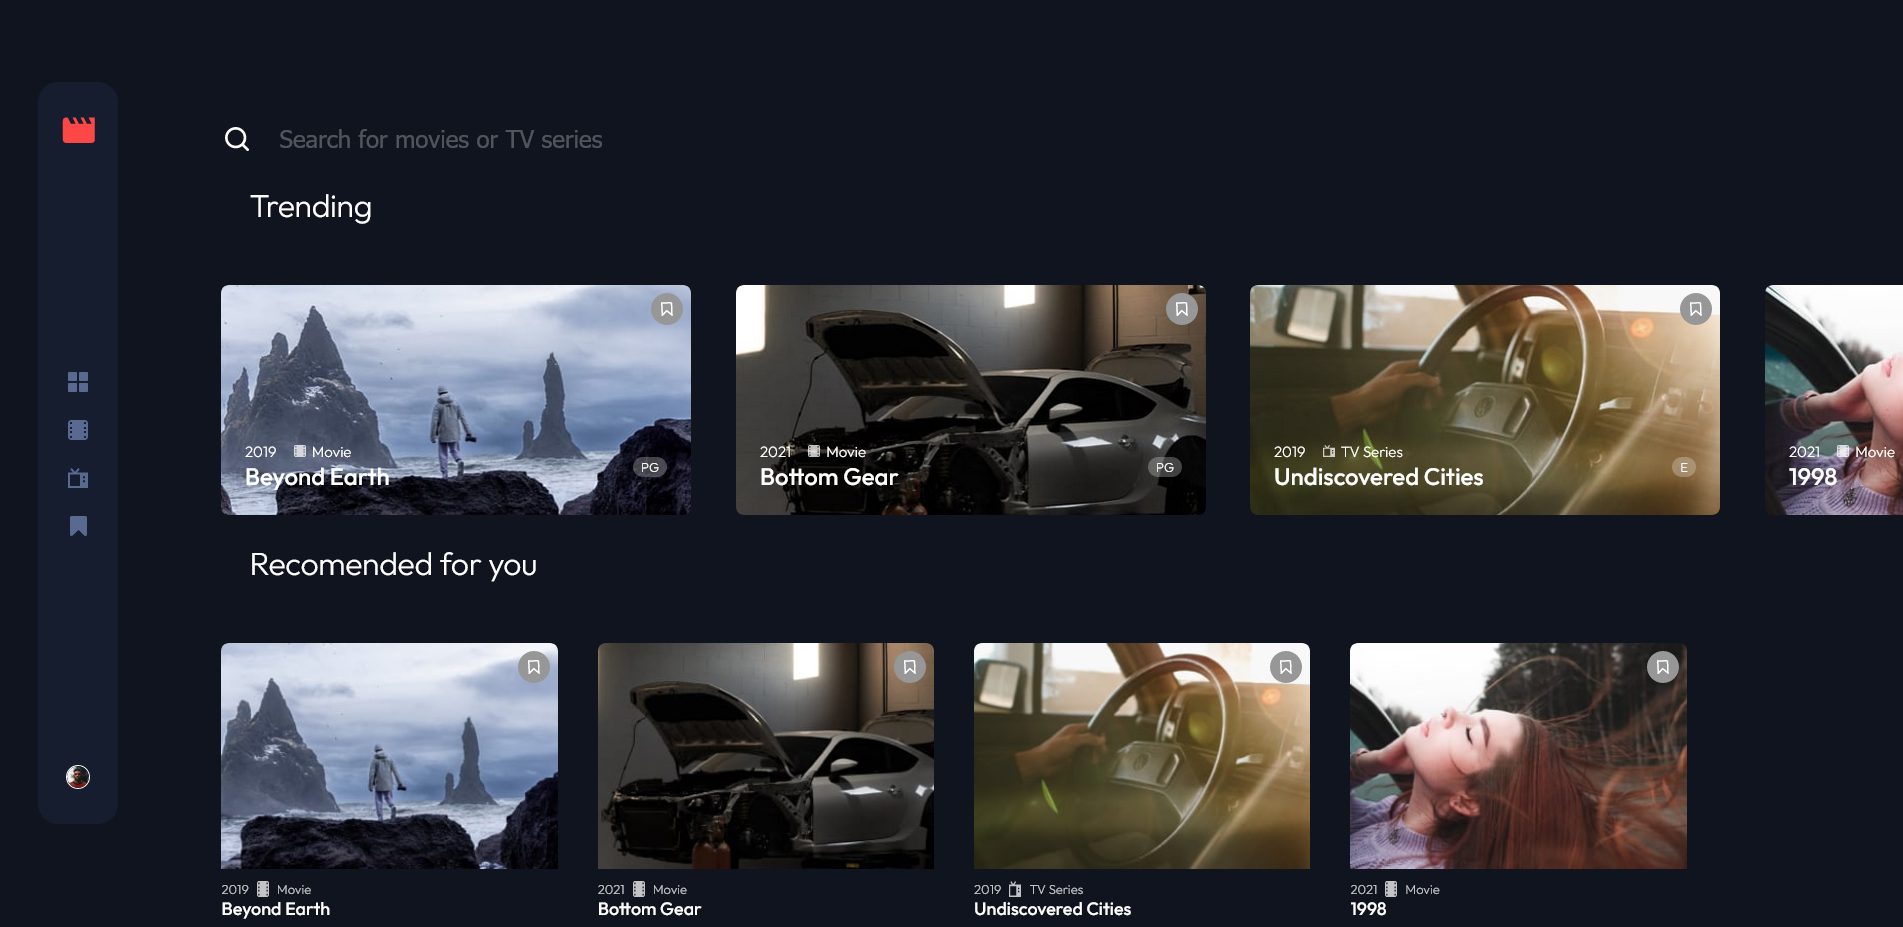 Search for movies or TV series
Trending
2019 Movie
Beyond Earth
PG
2021 Movie
Bottom Gear
PG
2019 TV Series
Undiscovered Cities
E
2021 Movie
1998
Recomended for you
2019 Movie
Beyond Earth
2021 Movie
Bottom Gear
2019 TV Series
Undiscovered Cities
2021 Movie
1998